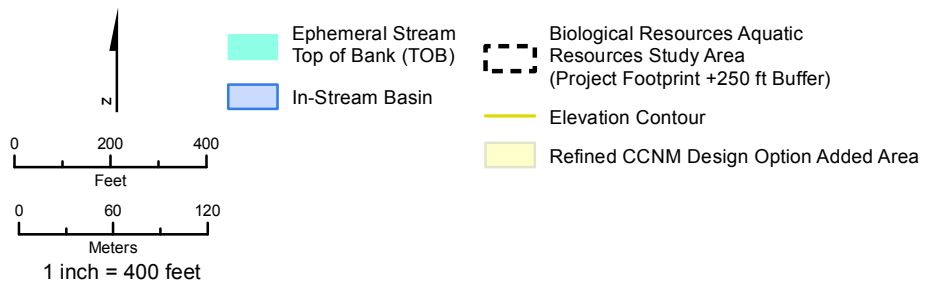 N
0 200 400
Feet
0 60 120
Meters
1 inch = 400 feet
Ephemeral Stream
Top of Bank (TOB)
In-Stream Basin
Biological Resources Aquatic
Resources Study Area
(Project Footprint +250 ft Buffer)
Elevation Contour
Refined CCNM Design Option Added Area